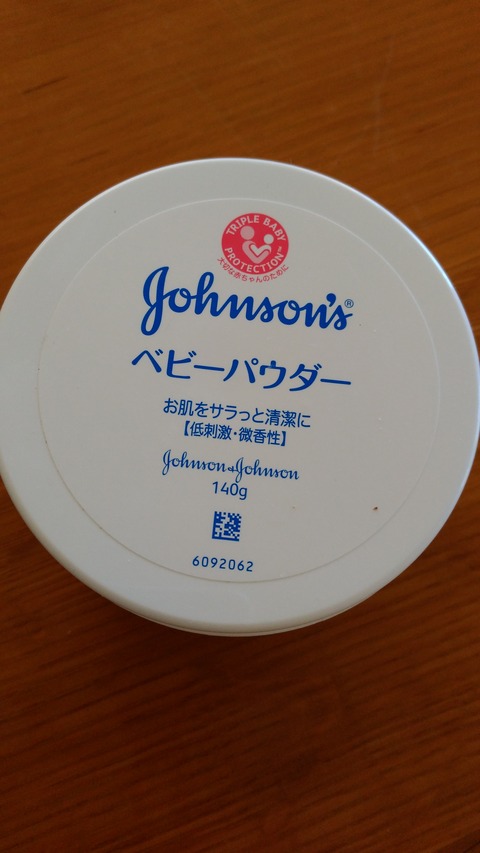 TRIPLE BABY
PROTECTION™
大切な赤ちゃんのために
Johnson's®
ベビーパウダー
お肌をサラっと清潔に
【低刺激・微香性】
Johnson & Johnson
140g
6092062